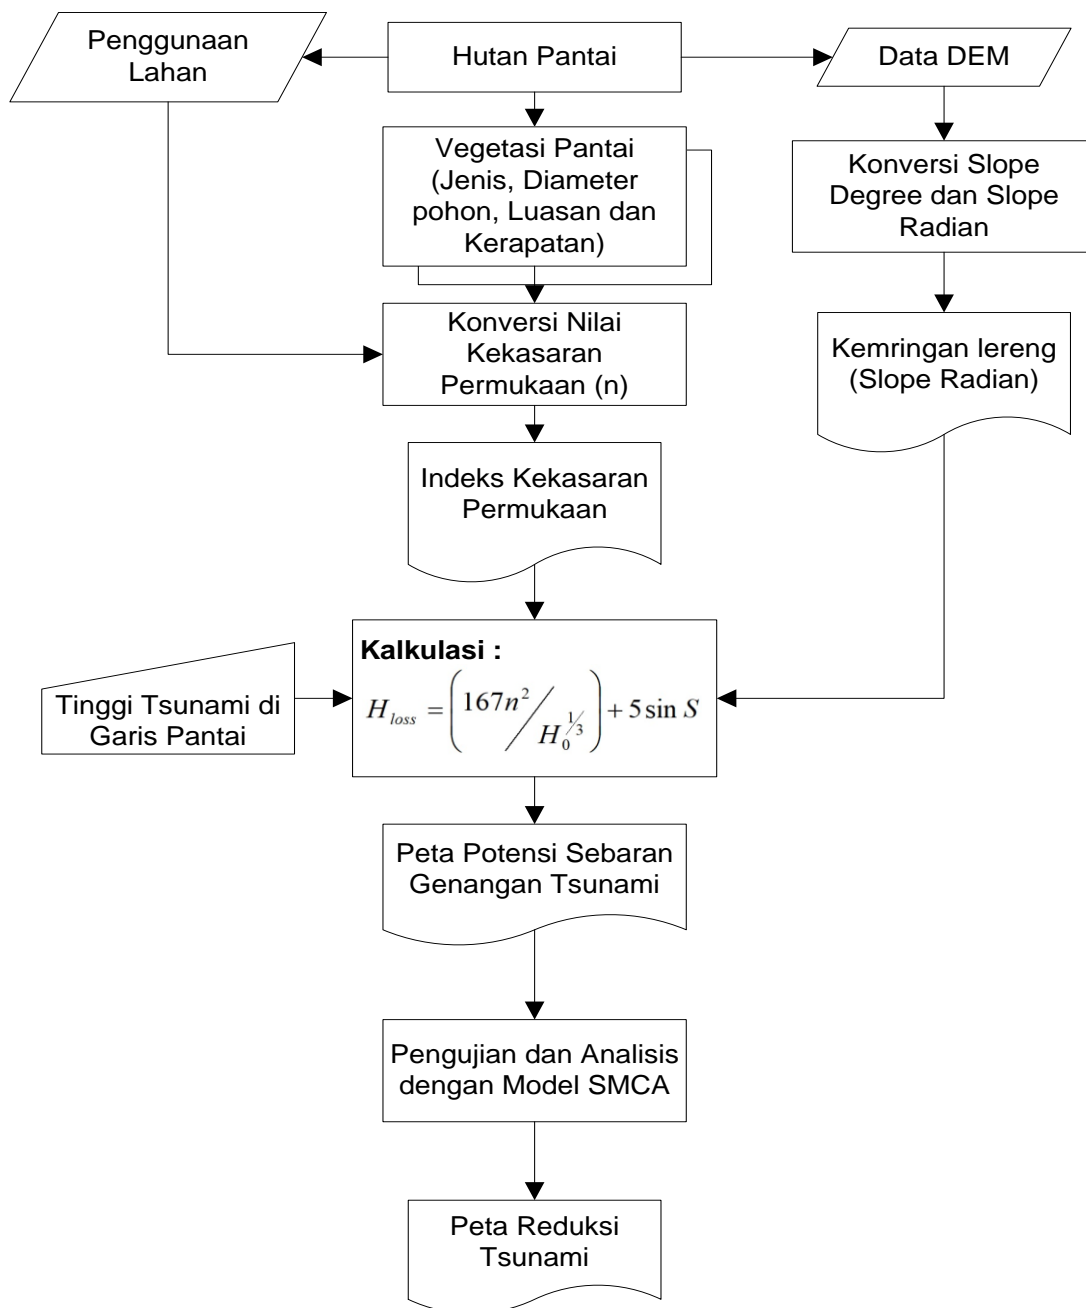 Penggunaan
Lahan
Hutan Pantai
Data DEM
Vegetasi Pantai
(Jenis, Diameter
pohon, Luasan dan
Kerapatan)
Konversi Slope
Degree dan Slope
Radian
Konversi Nilai
Kekasaran
Permukaan (n)
Kemringan lereng
(Slope Radian)
Indeks Kekasaran
Permukaan
Tinggi Tsunami di
Garis Pantai
Kalkulasi :
H_{loss} = (167n^2 / H_0^{1/3}) + 5 sin S
Peta Potensi Sebaran
Genangan Tsunami
Pengujian dan Analisis
dengan Model SMCA
Peta Reduksi
Tsunami